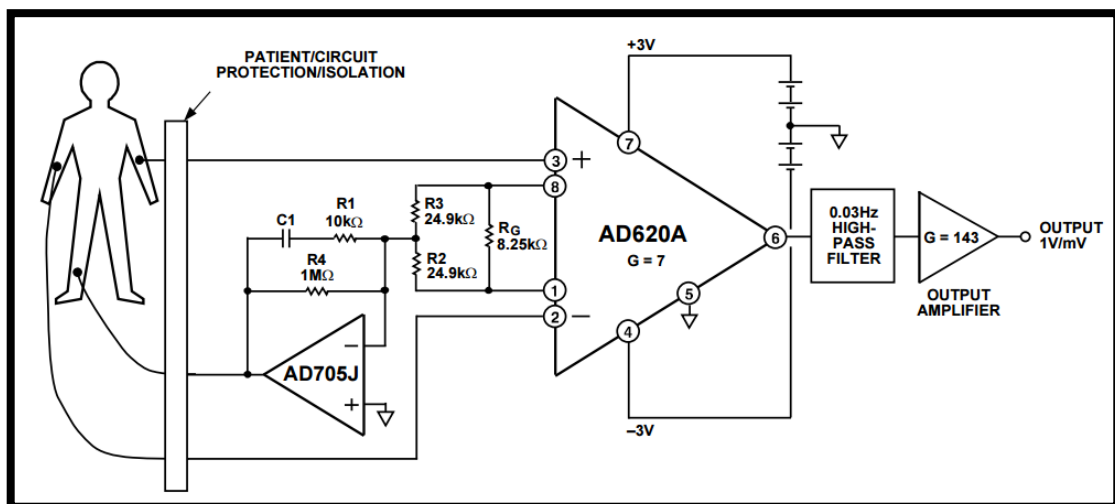 PATIENT/CIRCUIT
PROTECTION/ISOLATION
+3V
3
+
8
7
R1
10kΩ
C1
R3
24.9kΩ
RG
8.25kΩ
AD620A
G = 7
6
0.03Hz
HIGH-
PASS
FILTER
G = 143
OUTPUT
1V/mV
OUTPUT
AMPLIFIER
R4
1MΩ
R2
24.9kΩ
1
2
–
5
4
–
AD705J
+
–3V